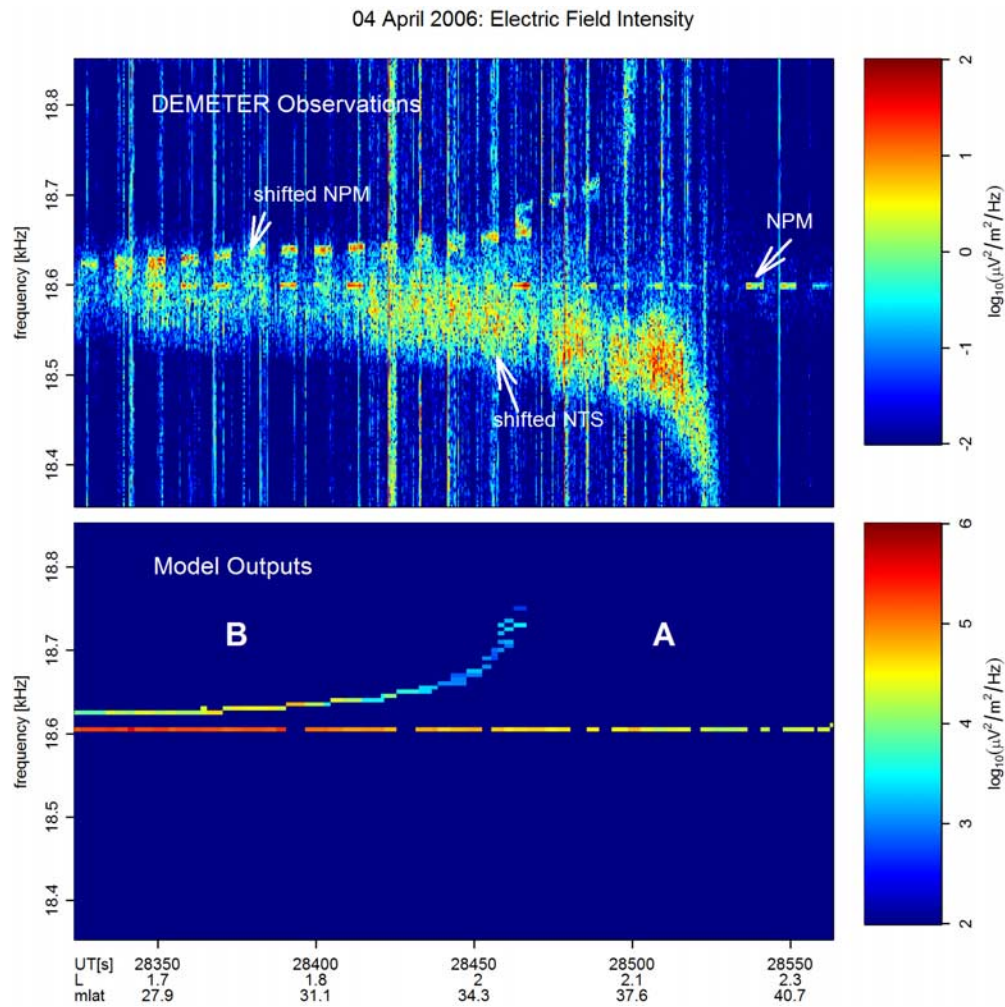 04 April 2006: Electric Field Intensity
DEMETER Observations
shifted NPM
NPM
shifted NTS
frequency [kHz]
18.8
18.7
18.6
18.5
18.4
2
1
0
-1
-2
log₁₀(μV²/m²/Hz)
Model Outputs
B
A
frequency [kHz]
18.8
18.7
18.6
18.5
18.4
6
5
4
3
2
log₁₀(μV²/m²/Hz)
UT[s] 28350 28400 28450 28500 28550
L 1.7 1.8 2 2.1 2.3
mlat 27.9 31.1 34.3 37.6 40.7